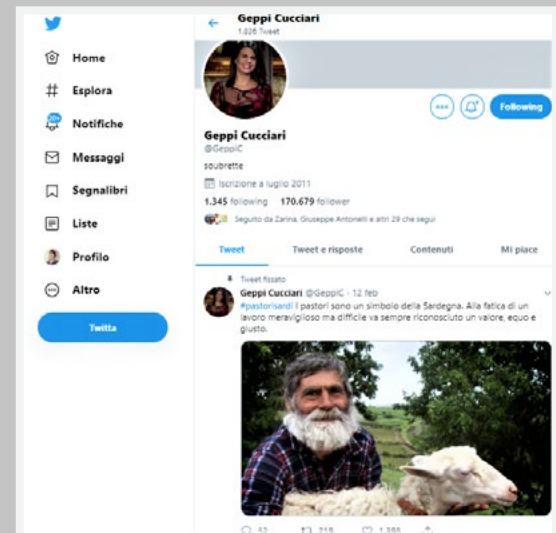 Geppi Cucciari
1.826 Tweet
Home
Esplora
20+
Notifiche
Messaggi
Segnalibri
Liste
Profilo
Altro
Twitta
Following
Geppi Cucciari
@GeppiC
soubrette
Iscrizione a luglio 2011
1.345 following 170.679 follower
Seguito da Zarina, Giuseppe Antonelli e altri 29 che segui
Tweet Tweet e risposte Contenuti Mi piace
Tweet fissato
Geppi Cucciari @GeppiC · 12 feb
#pastorisardi I pastori sono un simbolo della Sardegna. Alla fatica di un
lavoro meraviglioso ma difficile va sempre riconosciuto un valore, equo e
giusto.